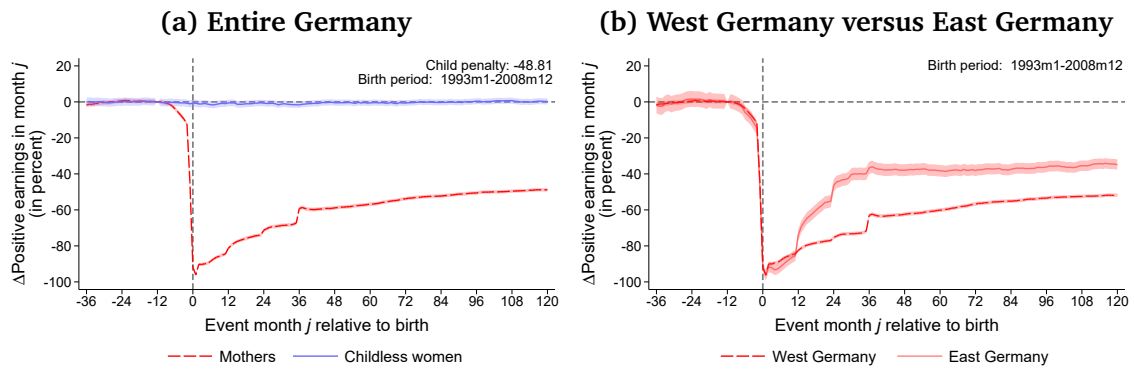 (a) Entire Germany
Child penalty: -48.81
Birth period: 1993m1-2008m12
ΔPositive earnings in month j
(in percent)
20
0
-20
-40
-60
-80
-100
-36 -24 -12 0 12 24 36 48 60 72 84 96 108 120
Event month j relative to birth
Mothers Childless women
(b) West Germany versus East Germany
Birth period: 1993m1-2008m12
ΔPositive earnings in month j
(in percent)
20
0
-20
-40
-60
-80
-100
-36 -24 -12 0 12 24 36 48 60 72 84 96 108 120
Event month j relative to birth
West Germany East Germany